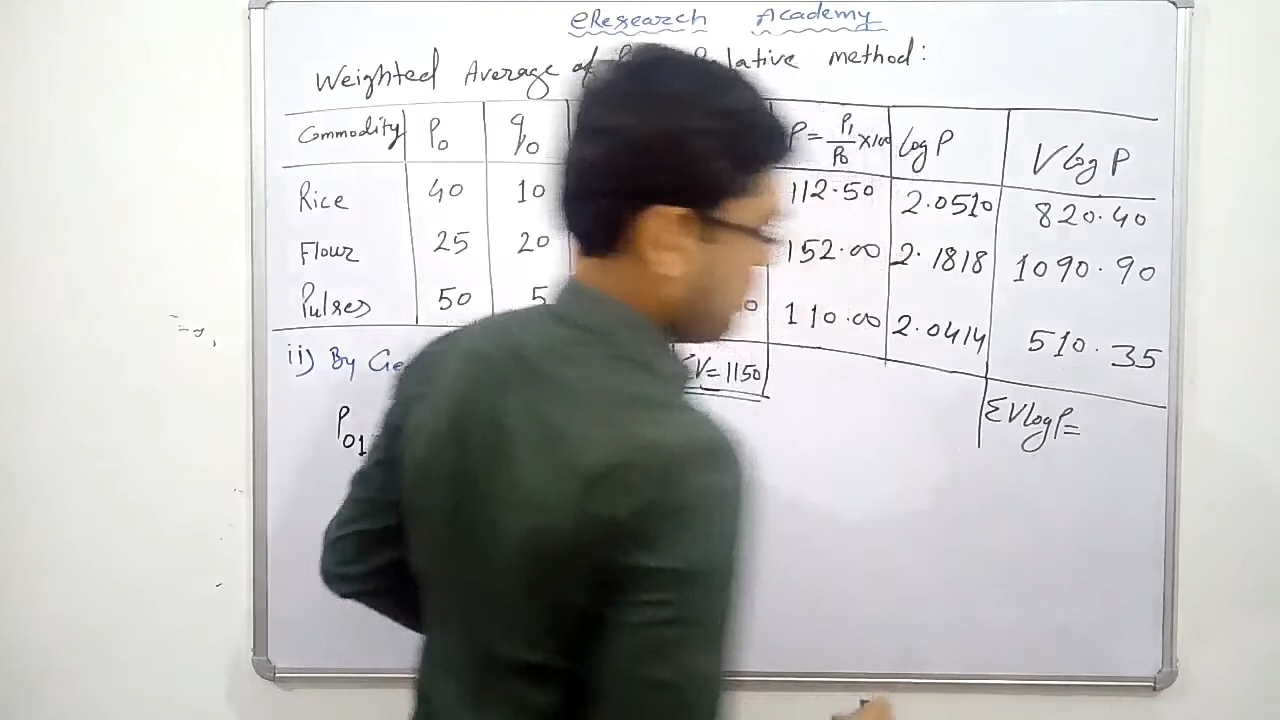 eResearch Academy
Weighted Average of Relative method:
Commodity P0 q0 P = P1/P0 ×100 log P V log P
Rice 40 10 112.50 2.0510 820.40
Flour 25 20 152.00 2.1818 1090.90
Pulses 50 5 0 110.00 2.0414 510.35
ii) By Ge ΣV = 1150
P01 ΣVlogP =